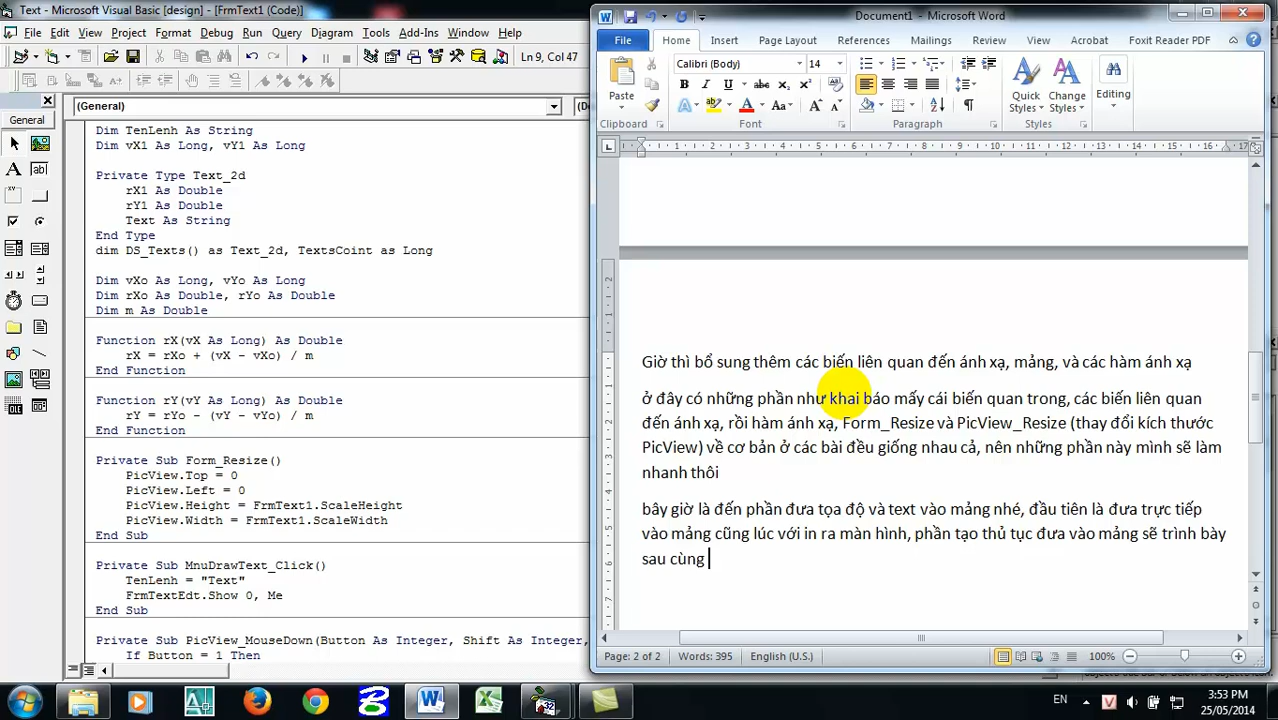 Text - Microsoft Visual Basic [design] - [FrmText1 (Code)]
File Edit View Project Format Debug Run Query Diagram Tools Add-Ins Window Help
Ln 9, Col 47
General
(General)
Dim TenLenh As String
Dim vX1 As Long, vY1 As Long
Private Type Text_2d
rX1 As Double
rY1 As Double
Text As String
End Type
dim DS_Texts() as Text_2d, TextsCoint as Long
Dim vXo As Long, vYo As Long
Dim rXo As Double, rYo As Double
Dim m As Double
Function rX(vX As Long) As Double
rX = rXo + (vX - vXo) / m
End Function
Function rY(vY As Long) As Double
rY = rYo - (vY - vYo) / m
End Function
Private Sub Form_Resize()
PicView.Top = 0
PicView.Left = 0
PicView.Height = FrmText1.ScaleHeight
PicView.Width = FrmText1.ScaleWidth
End Sub
Private Sub MnuDrawText_Click()
TenLenh = "Text"
FrmTextEdt.Show 0, Me
End Sub
Private Sub PicView_MouseDown(Button As Integer, Shift As Integer,
If Button = 1 Then
Document1 - Microsoft Word
File Home Insert Page Layout References Mailings Review View Acrobat Foxit Reader PDF
Calibri (Body) 14
Paste
Quick Styles
Change Styles
Editing
Clipboard Font Paragraph Styles
Giờ thì bổ sung thêm các biến liên quan đến ánh xạ, mảng, và các hàm ánh xạ
ở đây có những phần như khai báo mấy cái biến quan trong, các biến liên quan
đến ánh xạ, rồi hàm ánh xạ, Form_Resize và PicView_Resize (thay đổi kích thước
PicView) về cơ bản ở các bài đều giống nhau cả, nên những phần này mình sẽ làm
nhanh thôi
bây giờ là đến phần đưa tọa độ và text vào mảng nhé, đầu tiên là đưa trực tiếp
vào mảng cũng lúc với in ra màn hình, phần tạo thủ tục đưa vào mảng sẽ trình bày
sau cùng
Page: 2 of 2 Words: 395 English (U.S.) 100%
EN
3:53 PM
25/05/2014